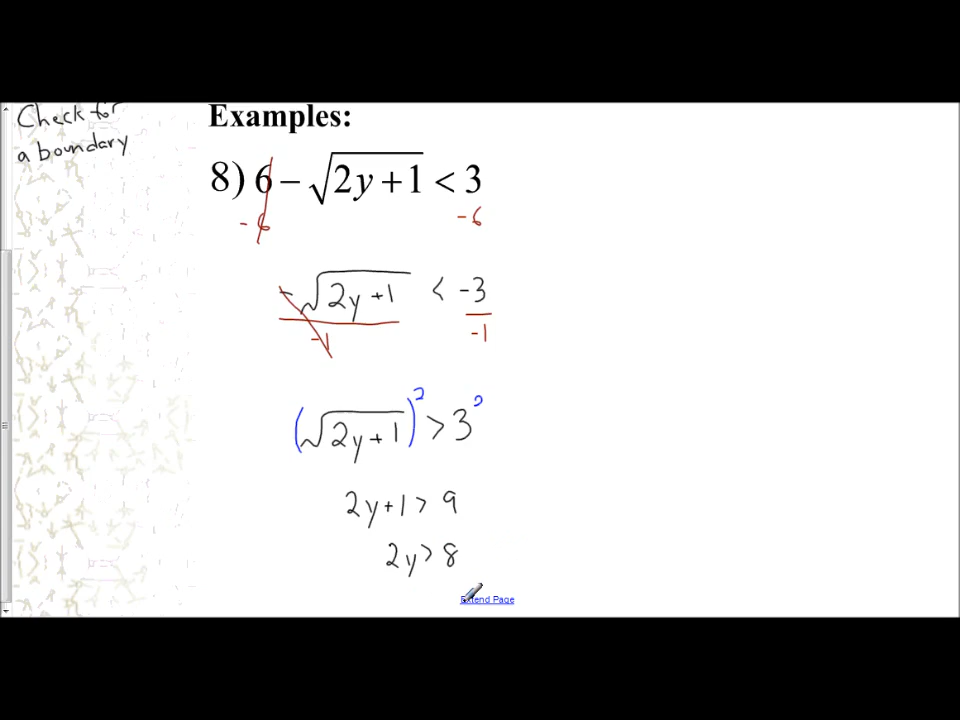 Check for
a boundary
Examples:
8) 6 − √2y + 1 < 3
- 6 -6
- √2y+1 < -3
-1 -1
(√2y+1)² > 3²
2y+1 > 9
2y > 8
Extend Page